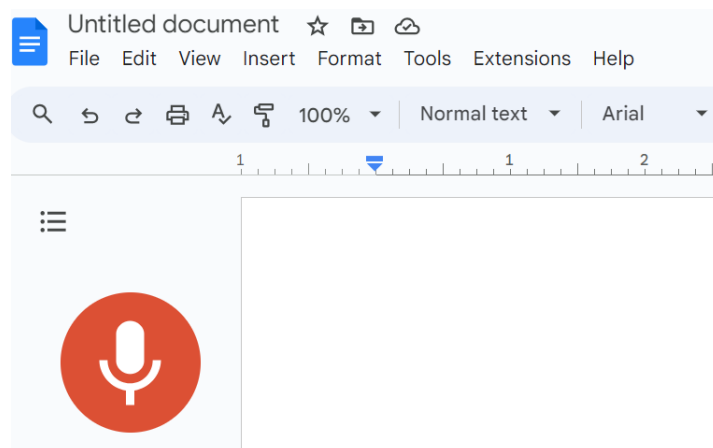 Untitled document
File Edit View Insert Format Tools Extensions Help
100% Normal text Arial
1 1 2